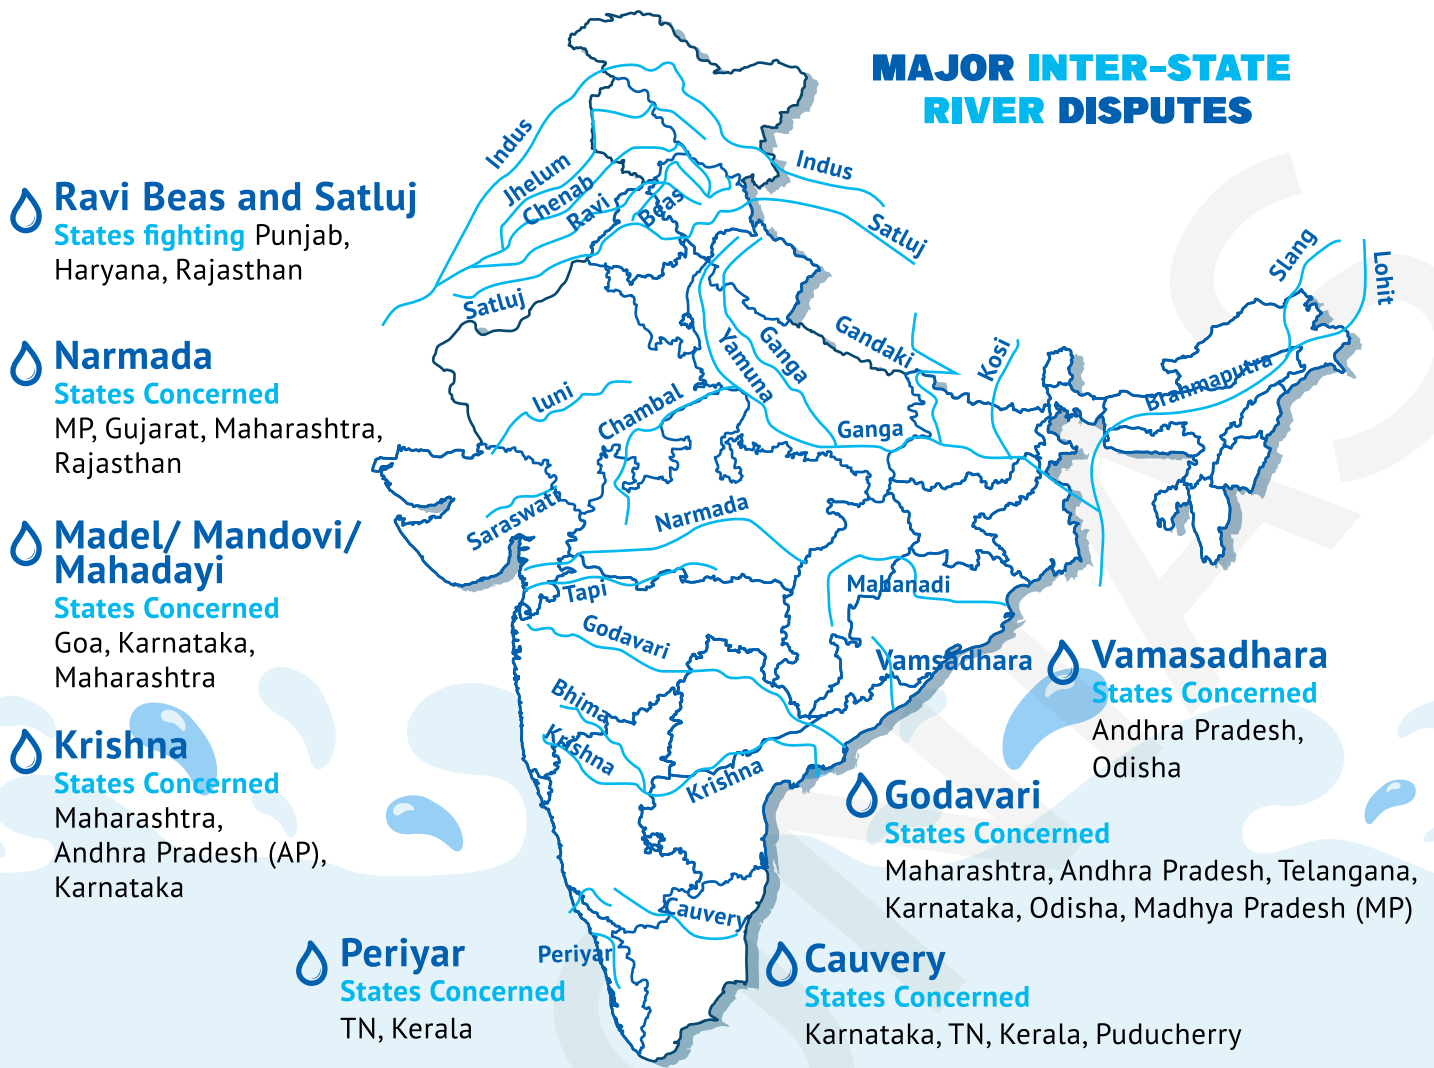 MAJOR INTER-STATE
RIVER DISPUTES
Ravi Beas and Satluj
States fighting Punjab,
Haryana, Rajasthan
Narmada
States Concerned
MP, Gujarat, Maharashtra,
Rajasthan
Madel/ Mandovi/
Mahadayi
States Concerned
Goa, Karnataka,
Maharashtra
Krishna
States Concerned
Maharashtra,
Andhra Pradesh (AP),
Karnataka
Periyar
States Concerned
TN, Kerala
Vamasadhara
States Concerned
Andhra Pradesh,
Odisha
Godavari
States Concerned
Maharashtra, Andhra Pradesh, Telangana,
Karnataka, Odisha, Madhya Pradesh (MP)
Cauvery
States Concerned
Karnataka, TN, Kerala, Puducherry
Indus
Jhelum
Chenab
Ravi
Beas
Indus
Satluj
Satluj
Slang
Lohit
Gandaki
Kosi
Yamuna
Ganga
Brahmaputra
luni
Chambal
Ganga
Saraswati
Narmada
Tapi
Mahanadi
Godavari
Vamsadhara
Bhima
Krishna
Krishna
Cauvery
Periyar